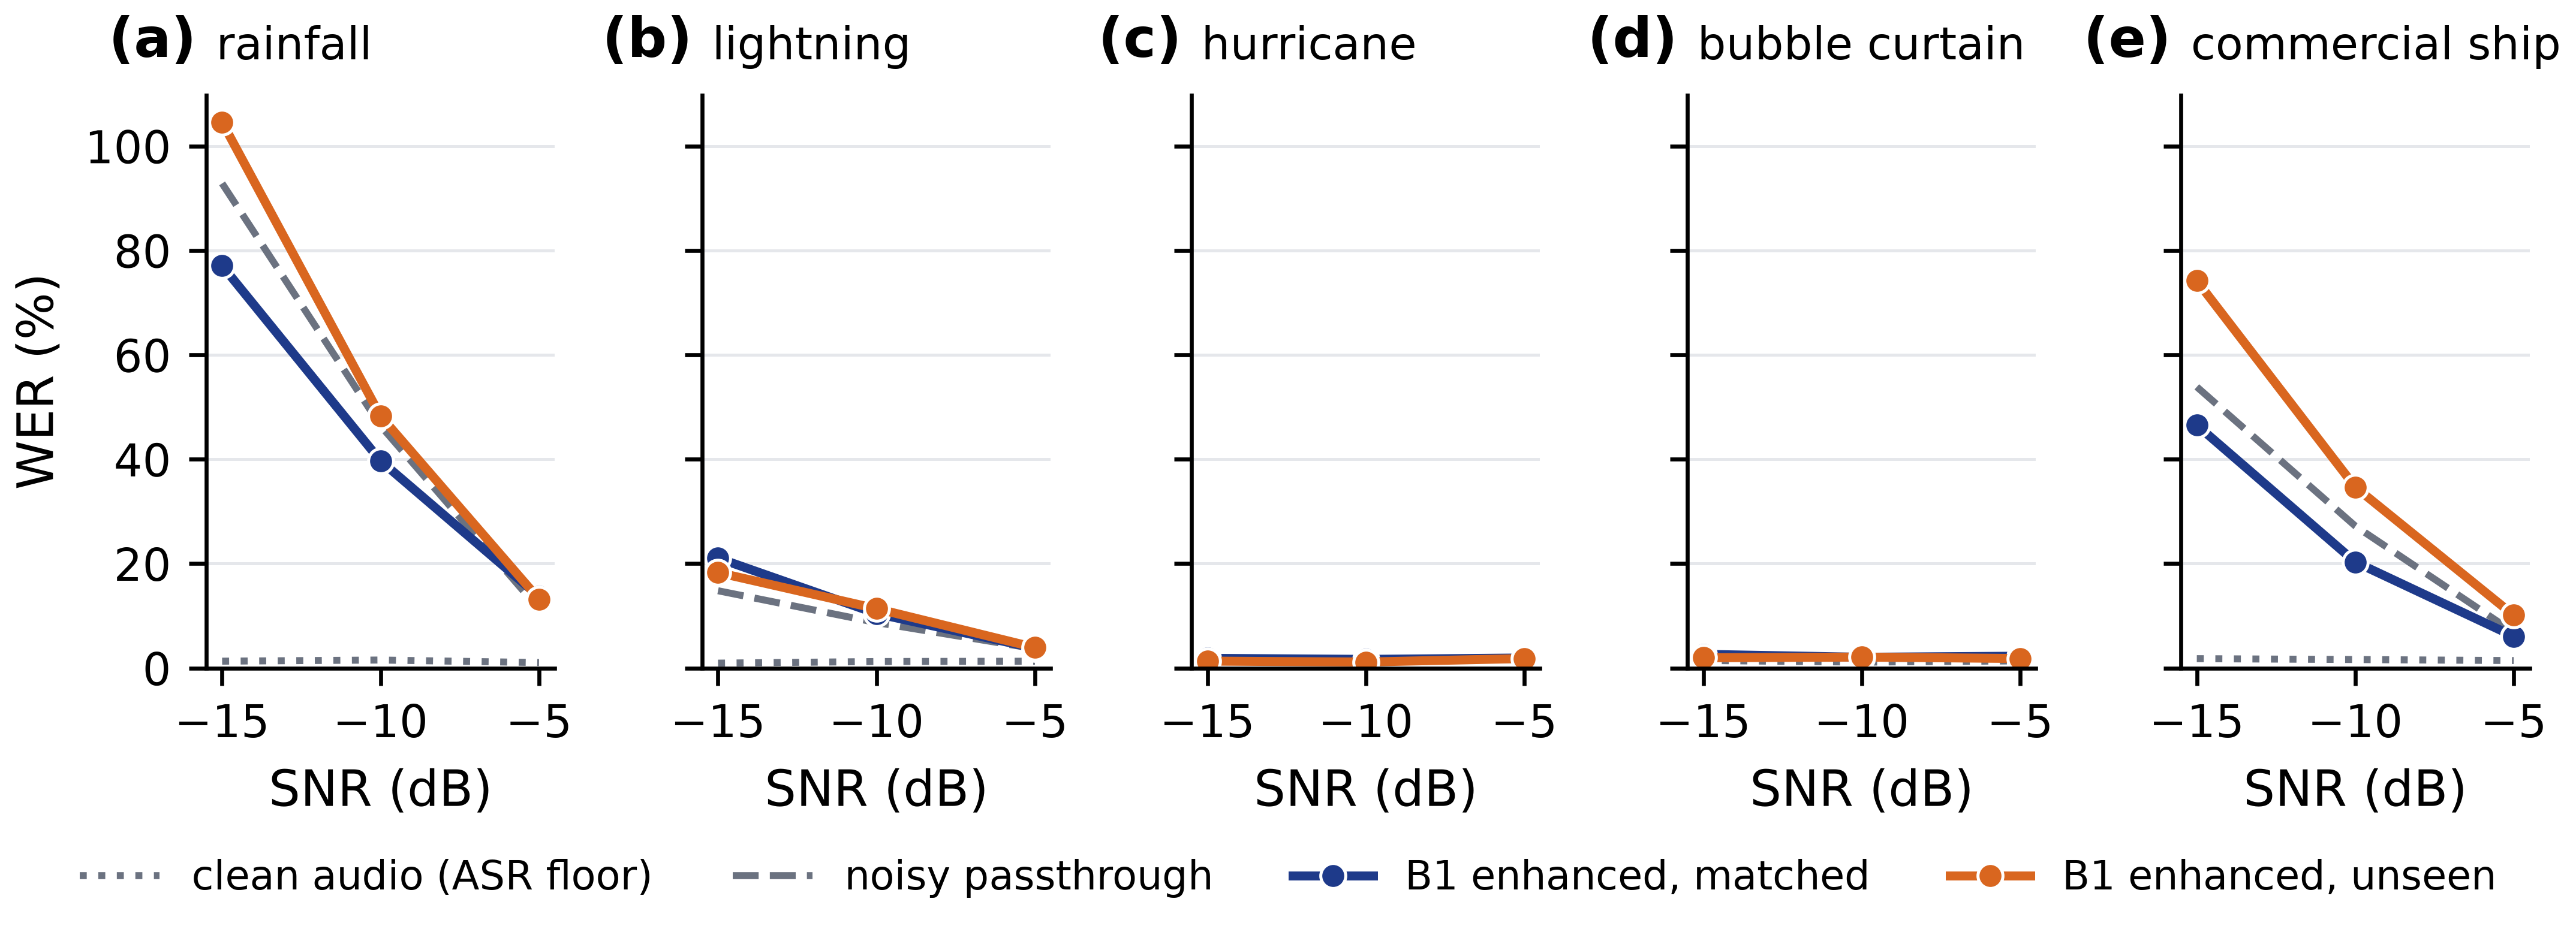 (a) rainfall
(b) lightning
(c) hurricane
(d) bubble curtain
(e) commercial ship
WER (%)
100
80
60
40
20
0
−15 −10 −5
−15 −10 −5
−15 −10 −5
−15 −10 −5
−15 −10 −5
SNR (dB)
SNR (dB)
SNR (dB)
SNR (dB)
SNR (dB)
clean audio (ASR floor)
noisy passthrough
B1 enhanced, matched
B1 enhanced, unseen